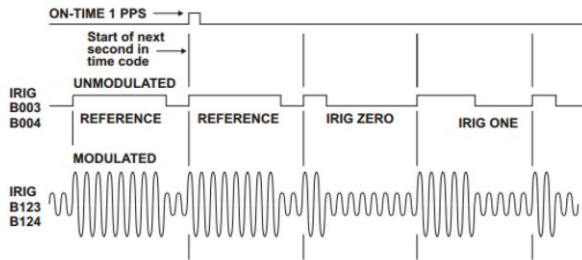 ON-TIME 1 PPS
Start of next
second in
time code
UNMODULATED
IRIG
B003
B004
REFERENCE
REFERENCE
IRIG ZERO
IRIG ONE
MODULATED
IRIG
B123
B124